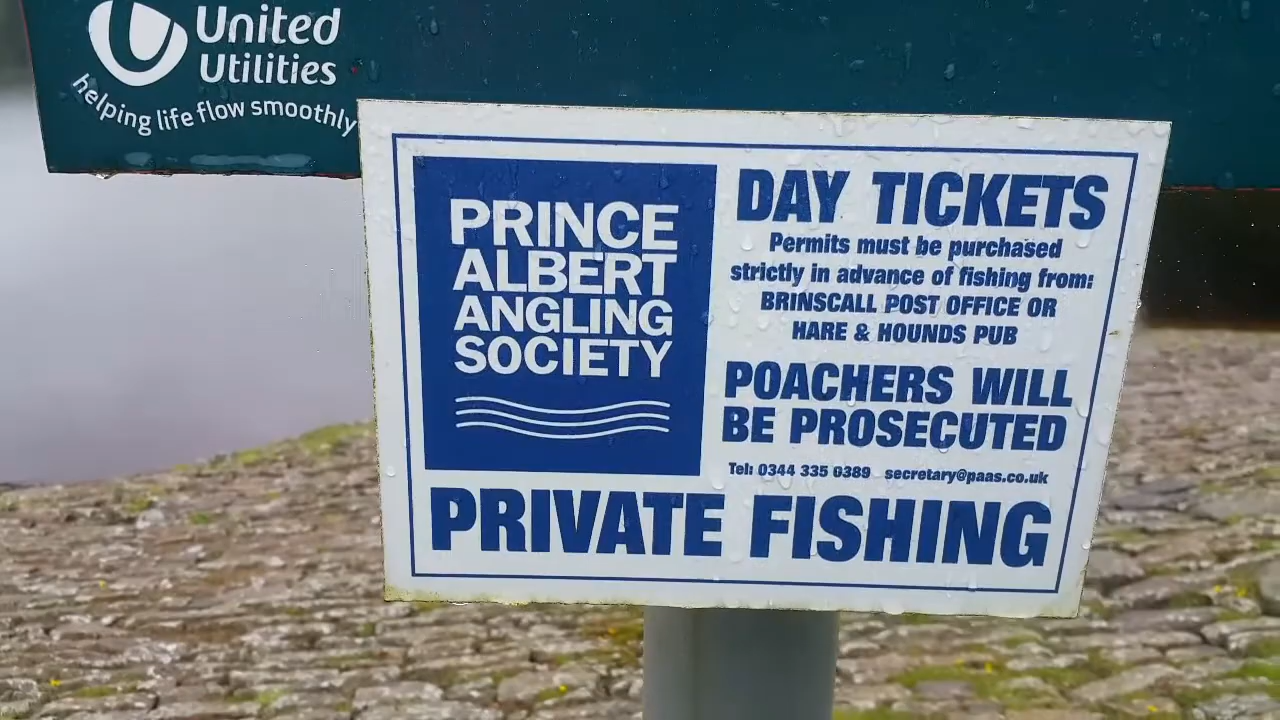 United
Utilities
helping life flow smoothly
PRINCE
ALBERT
ANGLING
SOCIETY
DAY TICKETS
Permits must be purchased
strictly in advance of fishing from:
BRINSCALL POST OFFICE OR
HARE & HOUNDS PUB
POACHERS WILL
BE PROSECUTED
Tel: 0344 335 0389 secretary@paas.co.uk
PRIVATE FISHING